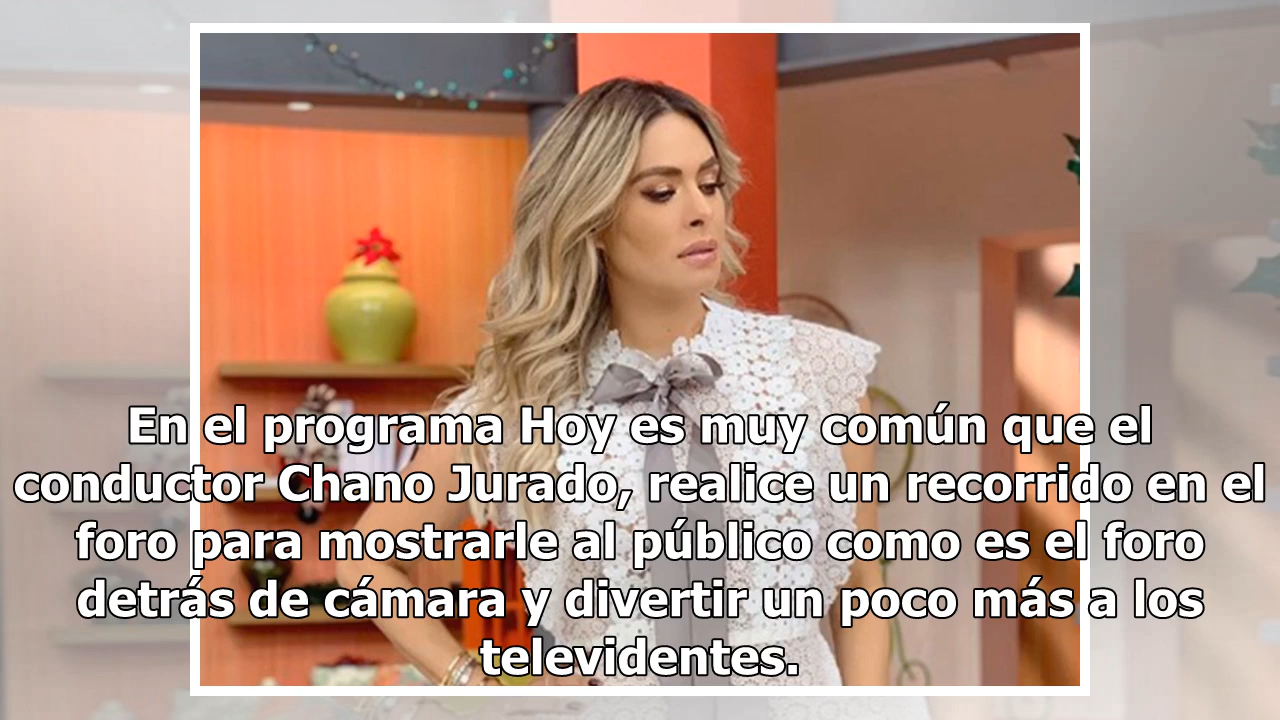 En el programa Hoy es muy común que el
conductor Chano Jurado, realice un recorrido en el
foro para mostrarle al público como es el foro
detrás de cámara y divertir un poco más a los
televidentes.